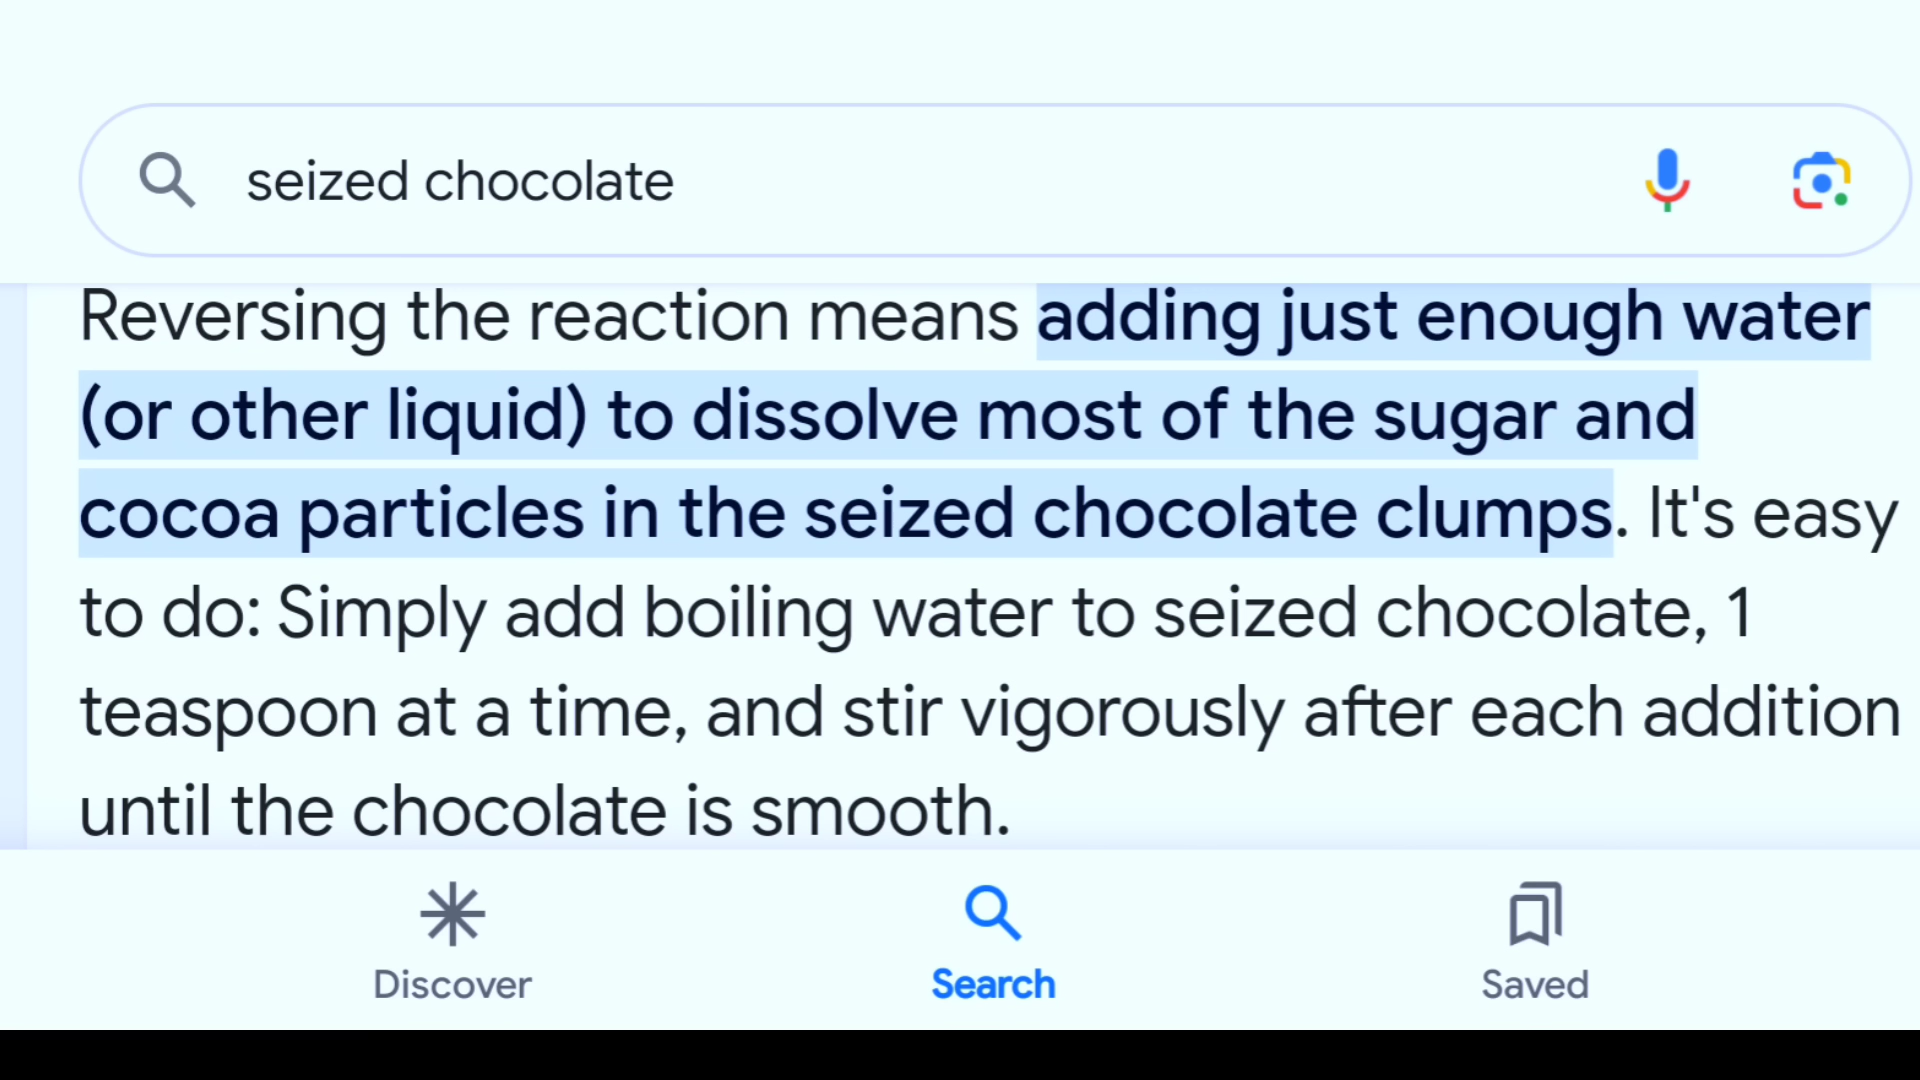 seized chocolate
Reversing the reaction means adding just enough water
(or other liquid) to dissolve most of the sugar and
cocoa particles in the seized chocolate clumps. It's easy
to do: Simply add boiling water to seized chocolate, 1
teaspoon at a time, and stir vigorously after each addition
until the chocolate is smooth.
Discover
Search
Saved